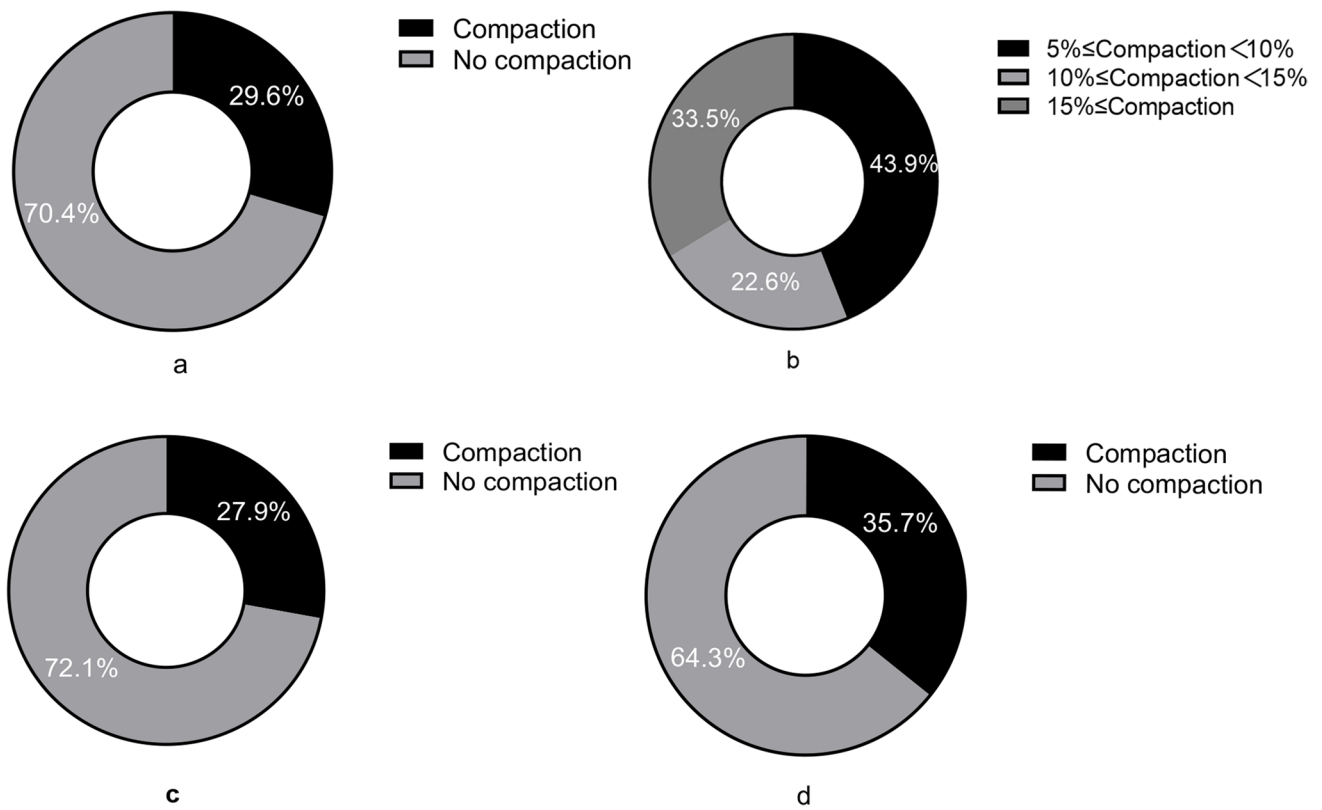 Compaction
No compaction
29.6%
70.4%
a
5%≤Compaction<10%
10%≤Compaction<15%
15%≤Compaction
33.5%
43.9%
22.6%
b
Compaction
No compaction
27.9%
72.1%
c
Compaction
No compaction
35.7%
64.3%
d